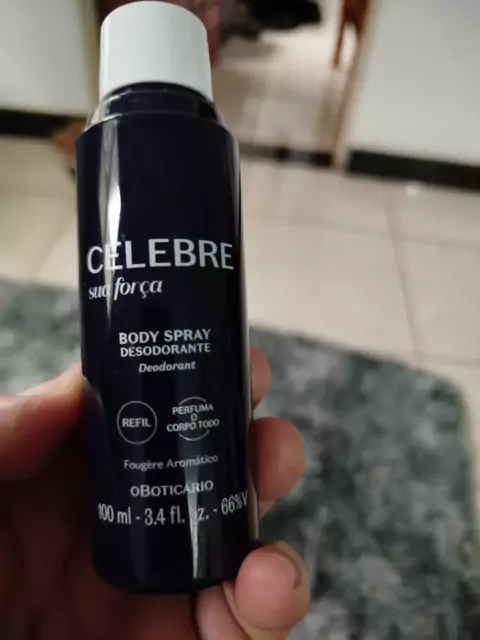 CELEBRE
sua força
BODY SPRAY
DESODORANTE
Deodorant
REFIL
PERFUMA
O
CORPO TODO
Fougère Aromático
oBOTICÁRIO
100 ml - 3.4 fl. oz. - 66%V